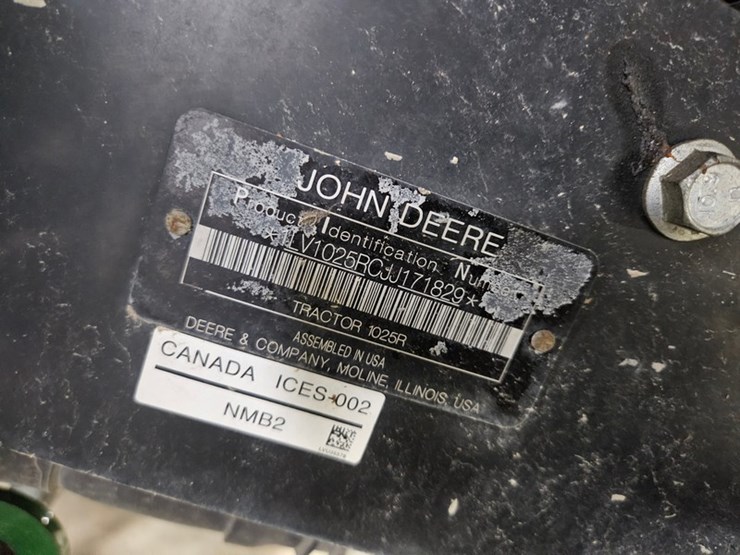 JOHN DEERE
Product Identification Number
*1LV1025RCJJ171829*
TRACTOR 1025R
ASSEMBLED IN USA
DEERE & COMPANY, MOLINE, ILLINOIS USA
CANADA ICES-002
NMB2